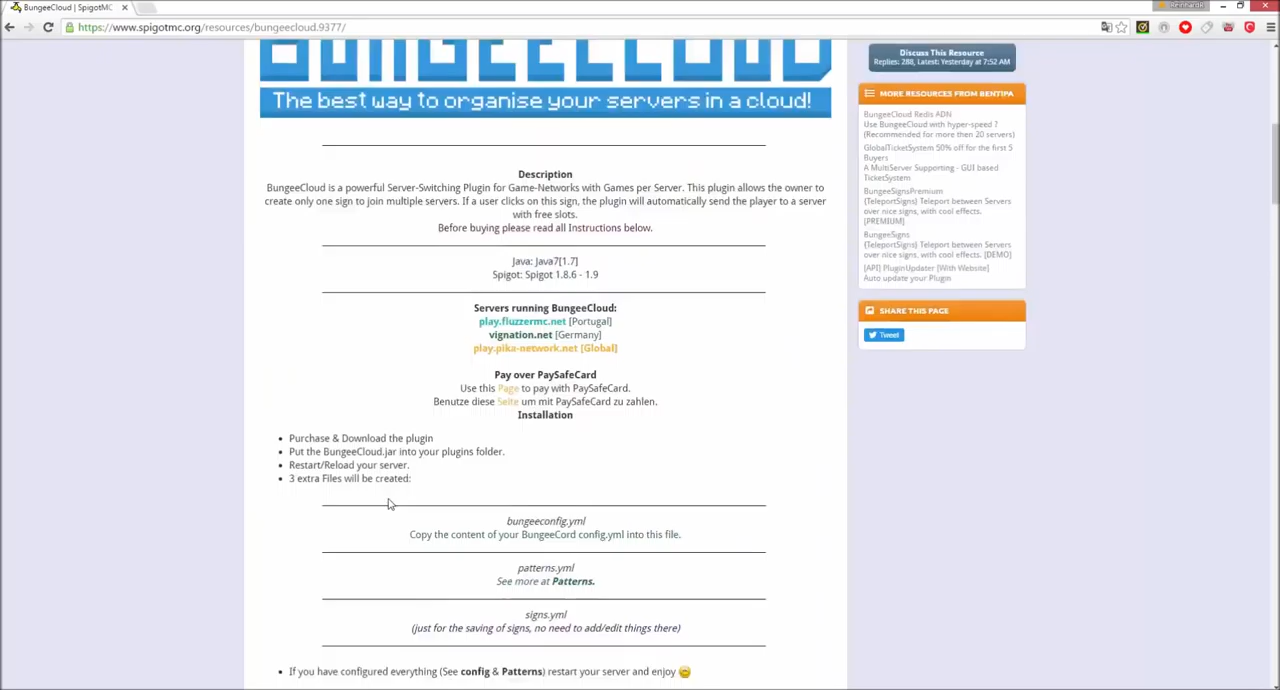 BungeeCloud | SpigotMC
ReinhardR
https://www.spigotmc.org/resources/bungeecloud.9377/
BUNGEECLOUD
The best way to organise your servers in a cloud!
Description
BungeeCloud is a powerful Server-Switching Plugin for Game-Networks with Games per Server. This plugin allows the owner to
create only one sign to join multiple servers. If a user clicks on this sign, the plugin will automatically send the player to a server
with free slots.
Before buying please read all Instructions below.
Java: Java7[1.7]
Spigot: Spigot 1.8.6 - 1.9
Servers running BungeeCloud:
play.fluzzermc.net [Portugal]
vignation.net [Germany]
play.pika-network.net [Global]
Pay over PaySafeCard
Use this Page to pay with PaySafeCard.
Benutze diese Seite um mit PaySafeCard zu zahlen.
Installation
• Purchase & Download the plugin
• Put the BungeeCloud.jar into your plugins folder.
• Restart/Reload your server.
• 3 extra Files will be created:
bungeeconfig.yml
Copy the content of your BungeeCord config.yml into this file.
patterns.yml
See more at Patterns.
signs.yml
(just for the saving of signs, no need to add/edit things there)
• If you have configured everything (See config & Patterns) restart your server and enjoy
Discuss This Resource
Replies: 288, Latest: Yesterday at 7:52 AM
MORE RESOURCES FROM BENTIPA
BungeeCloud Redis ADN
Use BungeeCloud with hyper-speed ?
(Recommended for more then 20 servers)
GlobalTicketSystem 50% off for the first 5
Buyers
A MultiServer Supporting - GUI based
TicketSystem
BungeeSignsPremium
{TeleportSigns} Teleport between Servers
over nice signs, with cool effects.
[PREMIUM]
BungeeSigns
{TeleportSigns} Teleport between Servers
over nice signs, with cool effects. [DEMO]
[API] PluginUpdater [With Website]
Auto update your Plugin
SHARE THIS PAGE
Tweet